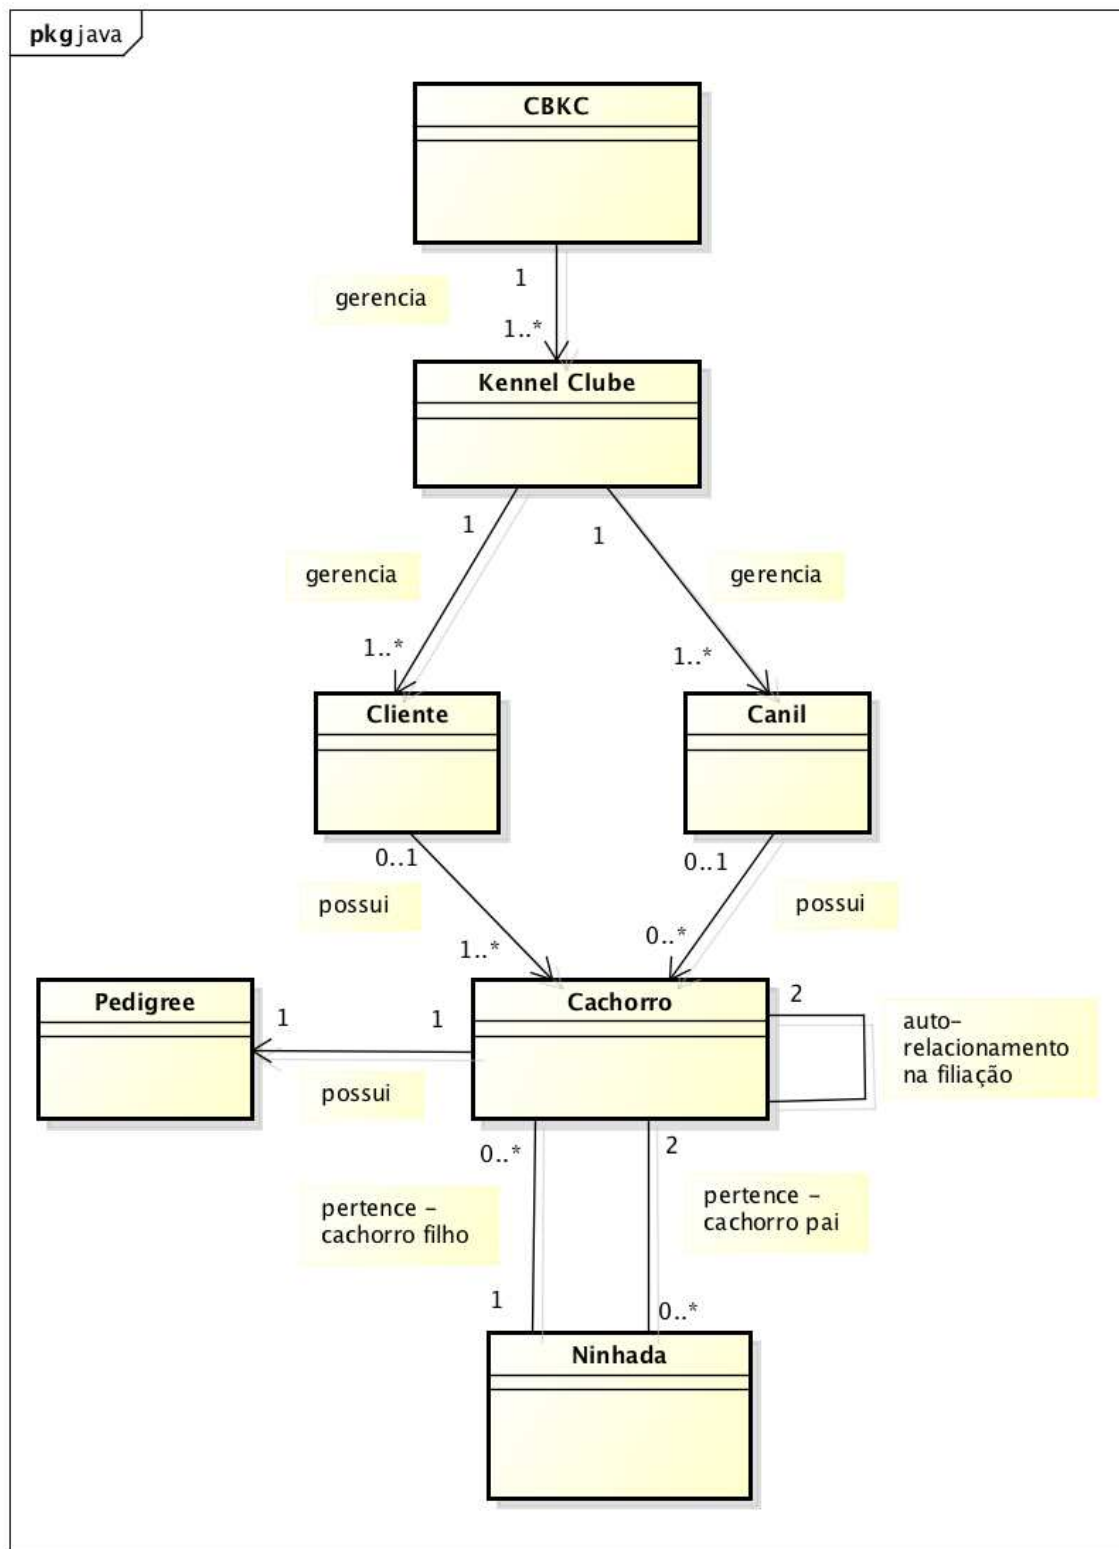 pkg java
CBKC
1
gerencia
1..*
Kennel Clube
1
1
gerencia
gerencia
1..*
1..*
Cliente
Canil
0..1
0..1
possui
possui
1..*
0..*
Pedigree
Cachorro
2
1
1
auto-
relacionamento
na filiação
possui
0..*
2
pertence -
cachorro filho
pertence -
cachorro pai
1
0..*
Ninhada